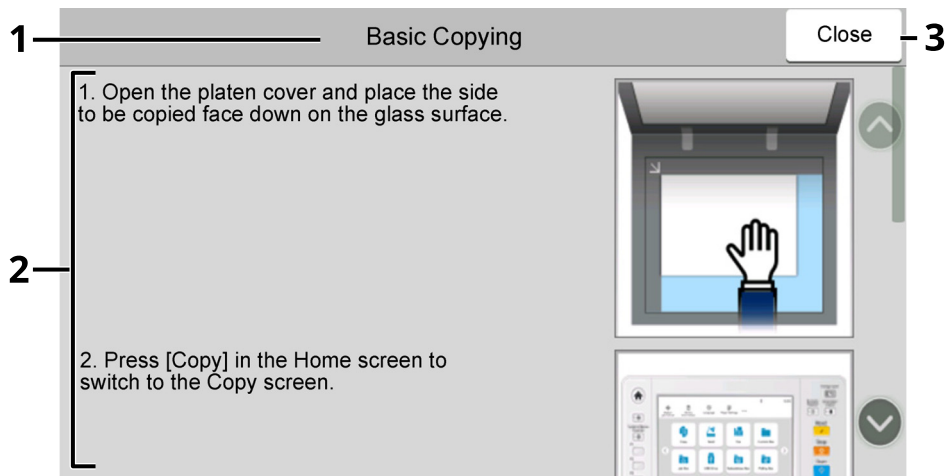 1
Basic Copying
Close
3
1. Open the platen cover and place the side
to be copied face down on the glass surface.
2
2. Press [Copy] in the Home screen to
switch to the Copy screen.